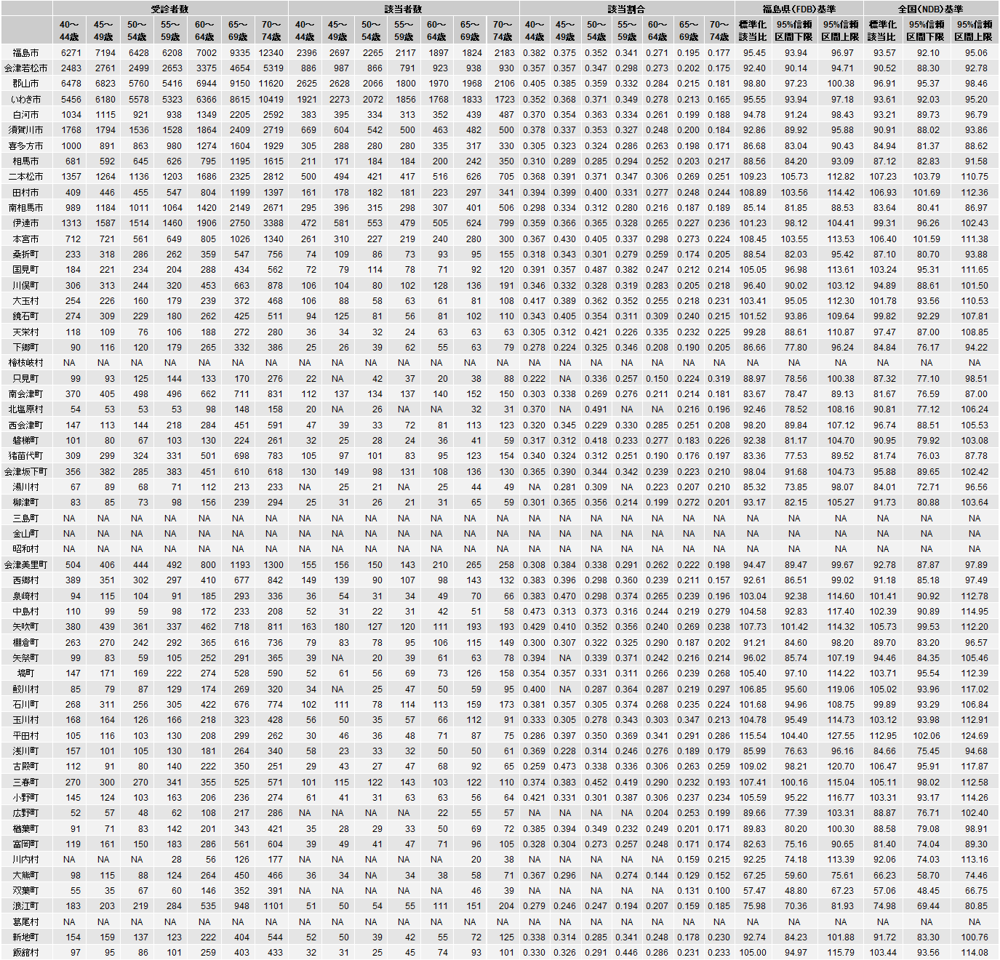 受診者数 該当者数 該当割合 福島県(FDB)基準 全国(NDB)基準
40～ 45～ 50～ 55～ 60～ 65～ 70～ 40～ 45～ 50～ 55～ 60～ 65～ 70～ 40～ 45～ 50～ 55～ 60～ 65～ 70～ 標準化 95%信頼 95%信頼 標準化 95%信頼 95%信頼
44歳 49歳 54歳 59歳 64歳 69歳 74歳 44歳 49歳 54歳 59歳 64歳 69歳 74歳 44歳 49歳 54歳 59歳 64歳 69歳 74歳 該当比 区間下限 区間上限 該当比 区間下限 区間上限
福島市 6271 7194 6428 6208 7002 9335 12340 2396 2697 2265 2117 1897 1824 2183 0.382 0.375 0.352 0.341 0.271 0.195 0.177 95.45 93.94 96.97 93.57 92.10 95.06
会津若松市 2483 2761 2499 2653 3375 4654 5319 886 987 866 791 923 938 930 0.357 0.357 0.347 0.298 0.273 0.202 0.175 92.40 90.14 94.71 90.52 88.30 92.78
郡山市 6478 6823 5760 5416 6944 9150 11620 2625 2628 2066 1800 1970 1968 2106 0.405 0.385 0.359 0.332 0.284 0.215 0.181 98.80 97.23 100.38 96.91 95.37 98.46
いわき市 5456 6180 5578 5323 6366 8615 10419 1921 2273 2072 1856 1768 1833 1723 0.352 0.368 0.371 0.349 0.278 0.213 0.165 95.55 93.94 97.18 93.61 92.03 95.20
白河市 1034 1115 921 938 1349 2205 2592 383 395 334 313 352 439 487 0.370 0.354 0.363 0.334 0.261 0.199 0.188 94.78 91.24 98.43 93.21 89.73 96.79
須賀川市 1768 1794 1536 1528 1864 2409 2719 669 604 542 500 463 482 500 0.378 0.337 0.353 0.327 0.248 0.200 0.184 92.86 89.92 95.88 90.91 88.02 93.86
喜多方市 1000 891 863 980 1274 1604 1929 305 288 280 280 335 317 330 0.305 0.323 0.324 0.286 0.263 0.198 0.171 86.68 83.04 90.43 84.94 81.37 88.62
相馬市 681 592 645 626 795 1195 1615 211 171 184 184 200 242 350 0.310 0.289 0.285 0.294 0.252 0.203 0.217 88.56 84.20 93.09 87.12 82.83 91.58
二本松市 1357 1264 1136 1203 1686 2325 2812 500 494 421 417 516 626 705 0.368 0.391 0.371 0.347 0.306 0.269 0.251 109.23 105.73 112.82 107.23 103.79 110.75
田村市 409 446 455 547 804 1199 1397 161 178 182 181 223 297 341 0.394 0.399 0.400 0.331 0.277 0.248 0.244 108.89 103.56 114.42 106.93 101.69 112.36
南相馬市 989 1184 1011 1064 1420 2149 2671 295 396 315 298 307 401 506 0.298 0.334 0.312 0.280 0.216 0.187 0.189 85.14 81.85 88.53 83.64 80.41 86.97
伊達市 1313 1587 1514 1460 1906 2750 3388 472 581 553 479 505 624 799 0.359 0.366 0.365 0.328 0.265 0.227 0.236 101.23 98.12 104.41 99.31 96.26 102.43
本宮市 712 721 561 649 805 1026 1340 261 310 227 219 240 280 300 0.367 0.430 0.405 0.337 0.298 0.273 0.224 108.45 103.55 113.53 106.40 101.59 111.38
桑折町 233 318 286 262 359 547 756 74 109 86 73 93 95 155 0.318 0.343 0.301 0.279 0.259 0.174 0.205 88.54 82.03 95.42 87.10 80.70 93.88
国見町 184 221 234 204 288 434 562 72 79 114 78 71 92 120 0.391 0.357 0.487 0.382 0.247 0.212 0.214 105.05 96.98 113.61 103.24 95.31 111.65
川俣町 306 313 244 320 453 663 878 106 104 80 102 128 136 191 0.346 0.332 0.328 0.319 0.283 0.205 0.218 96.40 90.02 103.12 94.89 88.61 101.50
大玉村 254 226 160 179 239 372 468 106 88 58 63 61 81 108 0.417 0.389 0.362 0.352 0.255 0.218 0.231 103.41 95.05 112.30 101.78 93.56 110.53
鏡石町 274 309 229 180 262 425 511 94 125 81 56 81 102 110 0.343 0.405 0.354 0.311 0.309 0.240 0.215 101.52 93.86 109.64 99.82 92.29 107.81
天栄村 118 109 76 106 188 272 280 36 34 32 24 63 63 63 0.305 0.312 0.421 0.226 0.335 0.232 0.225 99.28 88.61 110.87 97.47 87.00 108.85
下郷町 90 116 120 179 265 332 386 25 26 39 62 55 63 79 0.278 0.224 0.325 0.346 0.208 0.190 0.205 86.66 77.80 96.24 84.84 76.17 94.22
檜枝岐村 NA NA NA NA NA NA NA NA NA NA NA NA NA NA NA NA NA NA NA NA NA NA NA NA NA NA NA
只見町 99 93 125 144 133 170 276 22 NA 42 37 20 38 88 0.222 NA 0.336 0.257 0.150 0.224 0.319 88.97 78.56 100.38 87.32 77.10 98.51
南会津町 370 405 498 496 662 711 831 112 137 134 137 140 152 150 0.303 0.338 0.269 0.276 0.211 0.214 0.181 83.67 78.47 89.13 81.67 76.59 87.00
北塩原村 54 53 53 53 98 148 158 20 NA 26 NA NA 32 31 0.370 NA 0.491 NA NA 0.216 0.196 92.46 78.52 108.16 90.81 77.12 106.24
西会津町 147 113 144 218 284 451 591 47 39 33 72 81 113 123 0.320 0.345 0.229 0.330 0.285 0.251 0.208 98.20 89.84 107.12 96.74 88.51 105.53
磐梯町 101 80 67 103 130 224 261 32 25 28 24 36 41 59 0.317 0.312 0.418 0.233 0.277 0.183 0.226 92.38 81.17 104.70 90.95 79.92 103.08
猪苗代町 309 299 324 331 501 698 783 105 97 101 83 95 123 154 0.340 0.324 0.312 0.251 0.190 0.176 0.197 83.36 77.53 89.52 81.74 76.03 87.78
会津坂下町 356 382 285 383 451 610 618 130 149 98 131 108 136 130 0.365 0.390 0.344 0.342 0.239 0.223 0.210 98.04 91.68 104.73 95.88 89.65 102.42
湯川村 67 89 68 71 112 213 233 NA 25 21 NA 25 44 49 NA 0.281 0.309 NA 0.223 0.207 0.210 85.32 73.85 98.07 84.01 72.71 96.56
柳津町 83 85 73 98 156 239 294 25 31 26 21 31 65 59 0.301 0.365 0.356 0.214 0.199 0.272 0.201 93.17 82.15 105.27 91.73 80.88 103.64
三島町 NA NA NA NA NA NA NA NA NA NA NA NA NA NA NA NA NA NA NA NA NA NA NA NA NA NA NA
金山町 NA NA NA NA NA NA NA NA NA NA NA NA NA NA NA NA NA NA NA NA NA NA NA NA NA NA NA
昭和村 NA NA NA NA NA NA NA NA NA NA NA NA NA NA NA NA NA NA NA NA NA NA NA NA NA NA NA
会津美里町 504 406 444 492 800 1193 1300 155 156 150 143 210 265 258 0.308 0.384 0.338 0.291 0.262 0.222 0.198 94.47 89.47 99.67 92.78 87.87 97.89
西郷村 389 351 302 297 410 677 842 149 139 90 107 98 143 132 0.383 0.396 0.298 0.360 0.239 0.211 0.157 92.61 86.51 99.02 91.18 85.18 97.49
泉崎村 94 115 104 91 185 293 336 36 54 31 34 49 70 66 0.383 0.470 0.298 0.374 0.265 0.239 0.196 103.04 92.38 114.60 101.41 90.92 112.78
中島村 110 99 59 98 172 233 208 52 31 22 31 42 51 58 0.473 0.313 0.373 0.316 0.244 0.219 0.279 104.58 92.83 117.40 102.39 90.89 114.95
矢吹町 380 439 361 337 462 718 811 163 180 127 120 111 193 193 0.429 0.410 0.352 0.356 0.240 0.269 0.238 107.73 101.42 114.32 105.73 99.53 112.20
棚倉町 263 270 242 292 365 616 736 79 83 78 95 106 115 149 0.300 0.307 0.322 0.325 0.290 0.187 0.202 91.21 84.60 98.20 89.70 83.20 96.57
矢祭町 99 83 59 105 252 291 365 39 NA 20 39 61 63 78 0.394 NA 0.339 0.371 0.242 0.216 0.214 96.02 85.74 107.19 94.46 84.35 105.46
塙町 147 171 169 222 274 528 590 52 61 56 69 73 126 158 0.354 0.357 0.331 0.311 0.266 0.239 0.268 105.40 97.10 114.22 103.71 95.54 112.39
鮫川村 85 79 87 129 174 269 320 34 NA 25 47 50 59 95 0.400 NA 0.287 0.364 0.287 0.219 0.297 106.85 95.60 119.06 105.02 93.96 117.02
石川町 268 311 256 305 422 676 774 102 111 78 114 113 159 173 0.381 0.357 0.305 0.374 0.268 0.235 0.224 101.68 94.96 108.75 99.89 93.29 106.84
玉川村 168 164 126 166 218 323 428 56 50 35 57 66 112 91 0.333 0.305 0.278 0.343 0.303 0.347 0.213 104.78 95.49 114.73 103.12 93.98 112.91
平田村 105 116 103 130 208 299 262 30 46 36 48 71 87 75 0.286 0.397 0.350 0.369 0.341 0.291 0.286 115.54 104.40 127.55 112.95 102.06 124.69
浅川町 157 101 105 130 181 264 340 58 23 33 32 50 50 61 0.369 0.228 0.314 0.246 0.276 0.189 0.179 85.99 76.63 96.16 84.66 75.45 94.68
古殿町 112 91 80 140 222 350 251 29 43 27 47 68 92 65 0.259 0.473 0.338 0.336 0.306 0.263 0.259 109.02 98.21 120.70 106.47 95.91 117.87
三春町 270 300 270 341 355 525 571 101 115 122 143 103 122 110 0.374 0.383 0.452 0.419 0.290 0.232 0.193 107.41 100.16 115.04 105.11 98.02 112.58
小野町 145 124 103 163 206 236 274 61 41 31 63 63 56 64 0.421 0.331 0.301 0.387 0.306 0.237 0.234 105.59 95.22 116.77 103.31 93.17 114.26
広野町 52 57 48 62 108 217 286 NA NA NA NA 22 55 57 NA NA NA NA 0.204 0.253 0.199 89.66 77.39 103.31 88.87 76.71 102.40
楢葉町 91 71 83 142 201 343 421 35 28 29 33 50 69 72 0.385 0.394 0.349 0.232 0.249 0.201 0.171 89.83 80.20 100.30 88.58 79.08 98.91
富岡町 119 161 150 183 286 561 604 39 49 41 47 71 96 105 0.328 0.304 0.273 0.257 0.248 0.171 0.174 82.63 75.16 90.65 81.40 74.04 89.30
川内村 NA NA NA 28 56 126 177 NA NA NA NA NA 20 38 NA NA NA NA NA 0.159 0.215 92.25 74.18 113.39 92.06 74.03 113.16
大熊町 98 115 88 124 264 450 466 36 34 NA 34 38 58 71 0.367 0.296 NA 0.274 0.144 0.129 0.152 67.25 59.60 75.61 66.23 58.70 74.46
双葉町 55 35 67 60 146 352 391 NA NA NA NA NA 46 39 NA NA NA NA NA 0.131 0.100 57.47 48.80 67.23 57.06 48.45 66.75
浪江町 183 203 219 284 535 948 1101 51 50 54 55 111 151 204 0.279 0.246 0.247 0.194 0.207 0.159 0.185 75.98 70.36 81.93 74.98 69.44 80.85
葛尾村 NA NA NA NA NA NA NA NA NA NA NA NA NA NA NA NA NA NA NA NA NA NA NA NA NA NA NA
新地町 154 159 137 123 222 404 544 52 50 39 42 55 72 125 0.338 0.314 0.285 0.341 0.248 0.178 0.230 92.74 84.23 101.88 91.72 83.30 100.76
飯舘村 97 95 86 101 259 403 433 32 31 25 45 74 93 101 0.330 0.326 0.291 0.446 0.286 0.231 0.233 105.00 94.97 115.79 103.44 93.56 114.08